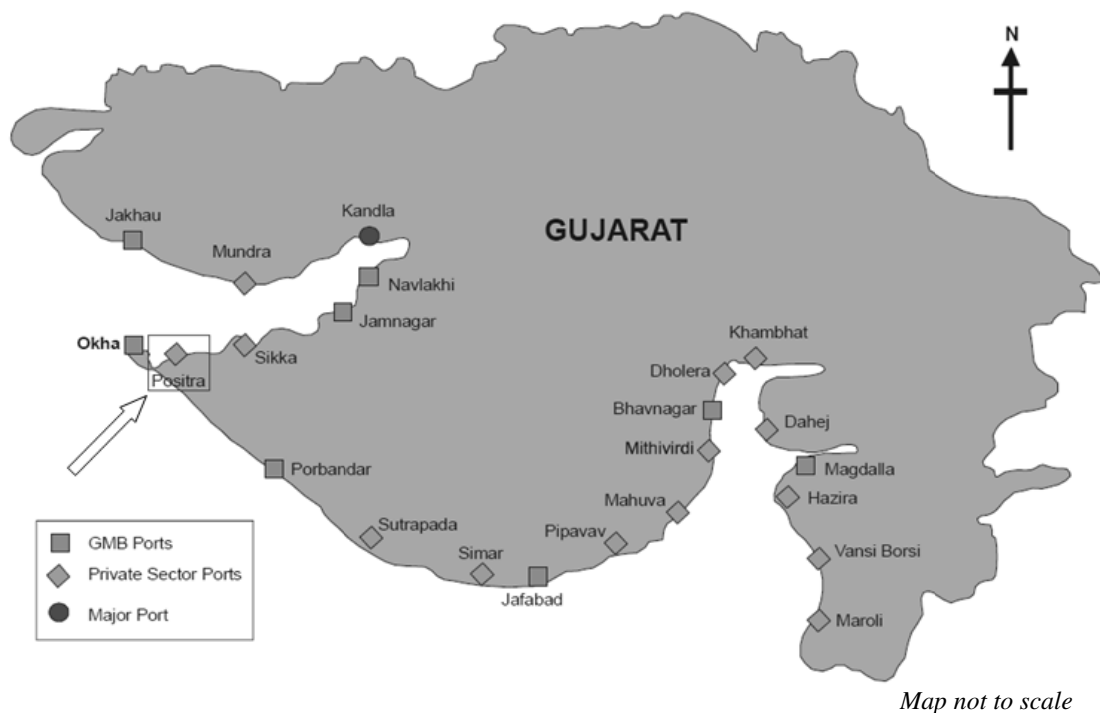 N
GUJARAT
Jakhau
Kandla
Mundra
Navlakhi
Jamnagar
Okha
Positra
Sikka
Khambhat
Dholera
Bhavnagar
Dahej
Mithivirdi
Magdalla
Porbandar
Hazira
Mahuva
Sutrapada
Pipavav
Simar
Vansi Borsi
Jafabad
Maroli
GMB Ports
Private Sector Ports
Major Port
Map not to scale